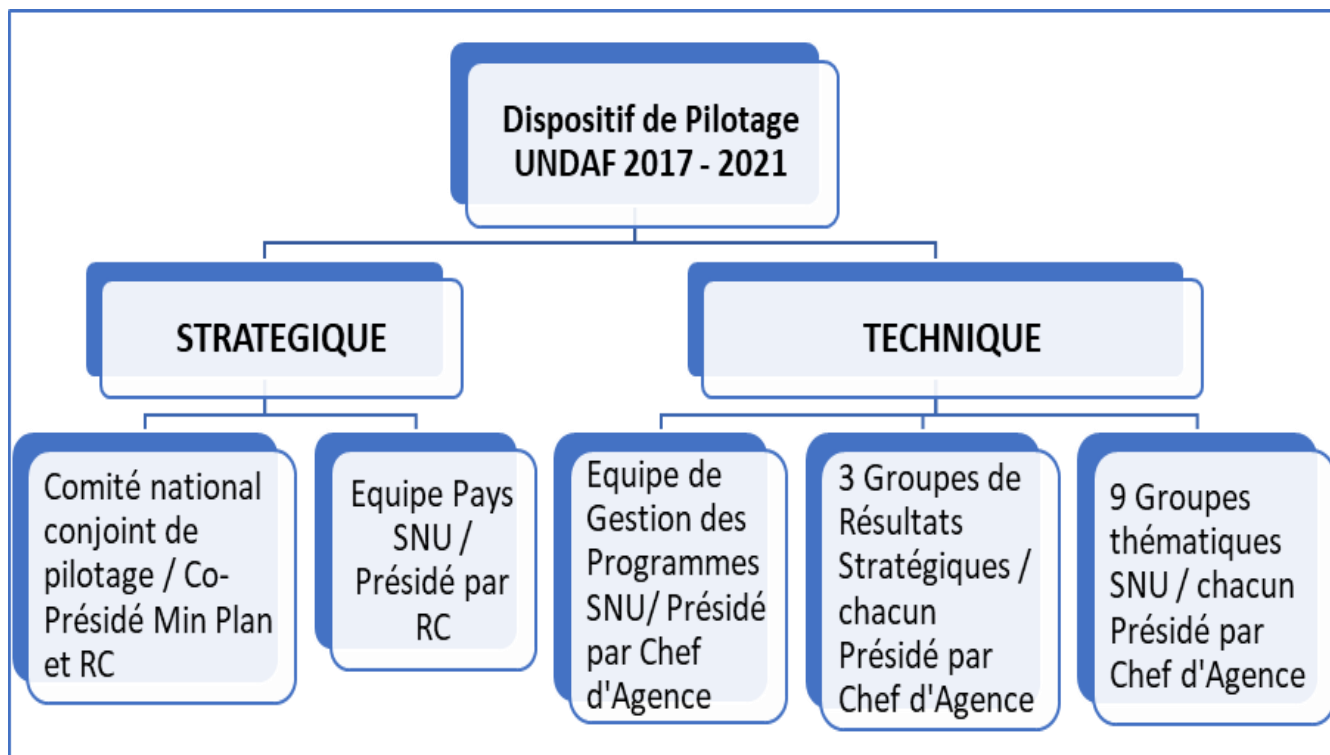 Dispositif de Pilotage
UNDAF 2017 - 2021
STRATEGIQUE
TECHNIQUE
Comité national
conjoint de
pilotage / Co-
Présidé Min Plan
et RC
Equipe Pays
SNU /
Présidé par
RC
Equipe de
Gestion des
Programmes
SNU/ Présidé
par Chef
d'Agence
3 Groupes de
Résultats
Stratégiques /
chacun
Présidé par
Chef d'Agence
9 Groupes
thématiques
SNU / chacun
Présidé par
Chef d'Agence